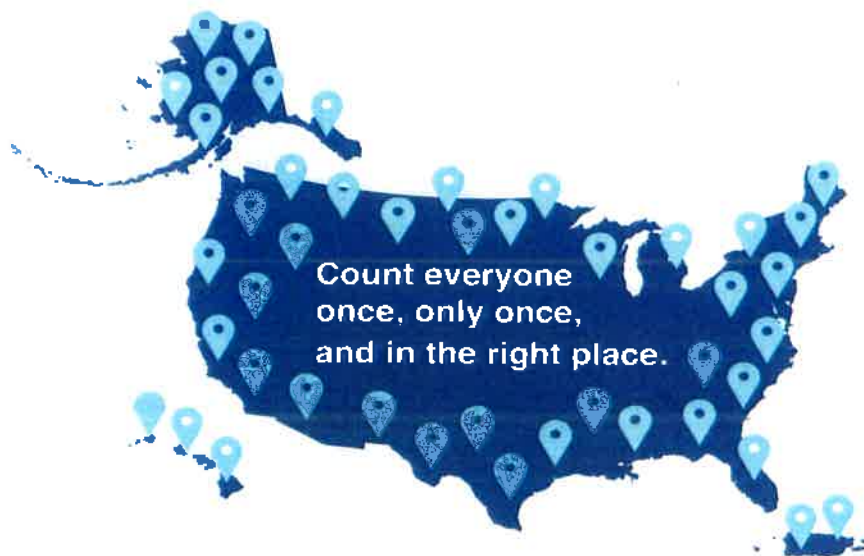 Count everyone
once, only once,
and in the right place.